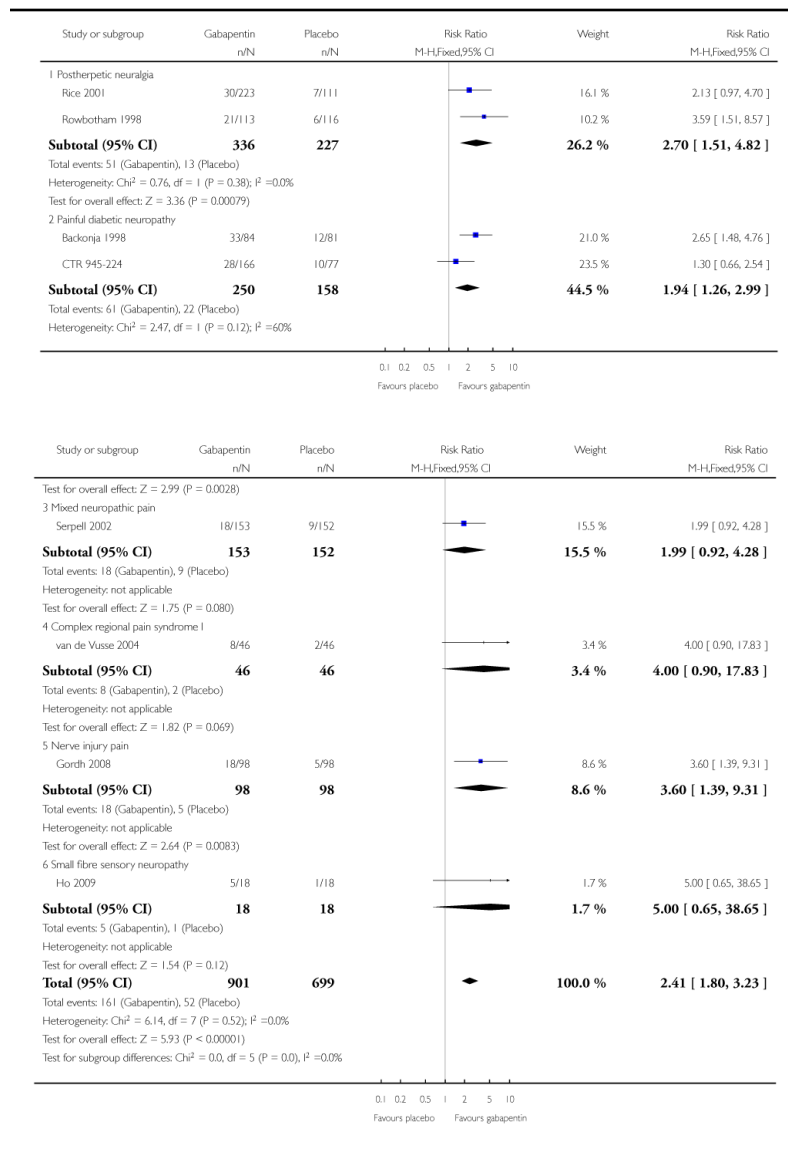 Study or subgroup Gabapentin Placebo Risk Ratio Weight Risk Ratio
n/N n/N M-H,Fixed,95% CI M-H,Fixed,95% CI
1 Postherpetic neuralgia
Rice 2001 30/223 7/111 16.1 % 2.13 [ 0.97, 4.70 ]
Rowbotham 1998 21/113 6/116 10.2 % 3.59 [ 1.51, 8.57 ]
Subtotal (95% CI) 336 227 26.2 % 2.70 [ 1.51, 4.82 ]
Total events: 51 (Gabapentin), 13 (Placebo)
Heterogeneity: Chi² = 0.76, df = 1 (P = 0.38); I² =0.0%
Test for overall effect: Z = 3.36 (P = 0.00079)
2 Painful diabetic neuropathy
Backonja 1998 33/84 12/81 21.0 % 2.65 [ 1.48, 4.76 ]
CTR 945-224 28/166 10/77 23.5 % 1.30 [ 0.66, 2.54 ]
Subtotal (95% CI) 250 158 44.5 % 1.94 [ 1.26, 2.99 ]
Total events: 61 (Gabapentin), 22 (Placebo)
Heterogeneity: Chi² = 2.47, df = 1 (P = 0.12); I² =60%
0.1 0.2 0.5 1 2 5 10
Favours placebo Favours gabapentin
Study or subgroup Gabapentin Placebo Risk Ratio Weight Risk Ratio
n/N n/N M-H,Fixed,95% CI M-H,Fixed,95% CI
Test for overall effect: Z = 2.99 (P = 0.0028)
3 Mixed neuropathic pain
Serpell 2002 18/153 9/152 15.5 % 1.99 [ 0.92, 4.28 ]
Subtotal (95% CI) 153 152 15.5 % 1.99 [ 0.92, 4.28 ]
Total events: 18 (Gabapentin), 9 (Placebo)
Heterogeneity: not applicable
Test for overall effect: Z = 1.75 (P = 0.080)
4 Complex regional pain syndrome I
van de Vusse 2004 8/46 2/46 3.4 % 4.00 [ 0.90, 17.83 ]
Subtotal (95% CI) 46 46 3.4 % 4.00 [ 0.90, 17.83 ]
Total events: 8 (Gabapentin), 2 (Placebo)
Heterogeneity: not applicable
Test for overall effect: Z = 1.82 (P = 0.069)
5 Nerve injury pain
Gordh 2008 18/98 5/98 8.6 % 3.60 [ 1.39, 9.31 ]
Subtotal (95% CI) 98 98 8.6 % 3.60 [ 1.39, 9.31 ]
Total events: 18 (Gabapentin), 5 (Placebo)
Heterogeneity: not applicable
Test for overall effect: Z = 2.64 (P = 0.0083)
6 Small fibre sensory neuropathy
Ho 2009 5/18 1/18 1.7 % 5.00 [ 0.65, 38.65 ]
Subtotal (95% CI) 18 18 1.7 % 5.00 [ 0.65, 38.65 ]
Total events: 5 (Gabapentin), 1 (Placebo)
Heterogeneity: not applicable
Test for overall effect: Z = 1.54 (P = 0.12)
Total (95% CI) 901 699 100.0 % 2.41 [ 1.80, 3.23 ]
Total events: 161 (Gabapentin), 52 (Placebo)
Heterogeneity: Chi² = 6.14, df = 7 (P = 0.52); I² =0.0%
Test for overall effect: Z = 5.93 (P < 0.00001)
Test for subgroup differences: Chi² = 0.0, df = 5 (P = 0.0), I² =0.0%
0.1 0.2 0.5 1 2 5 10
Favours placebo Favours gabapentin